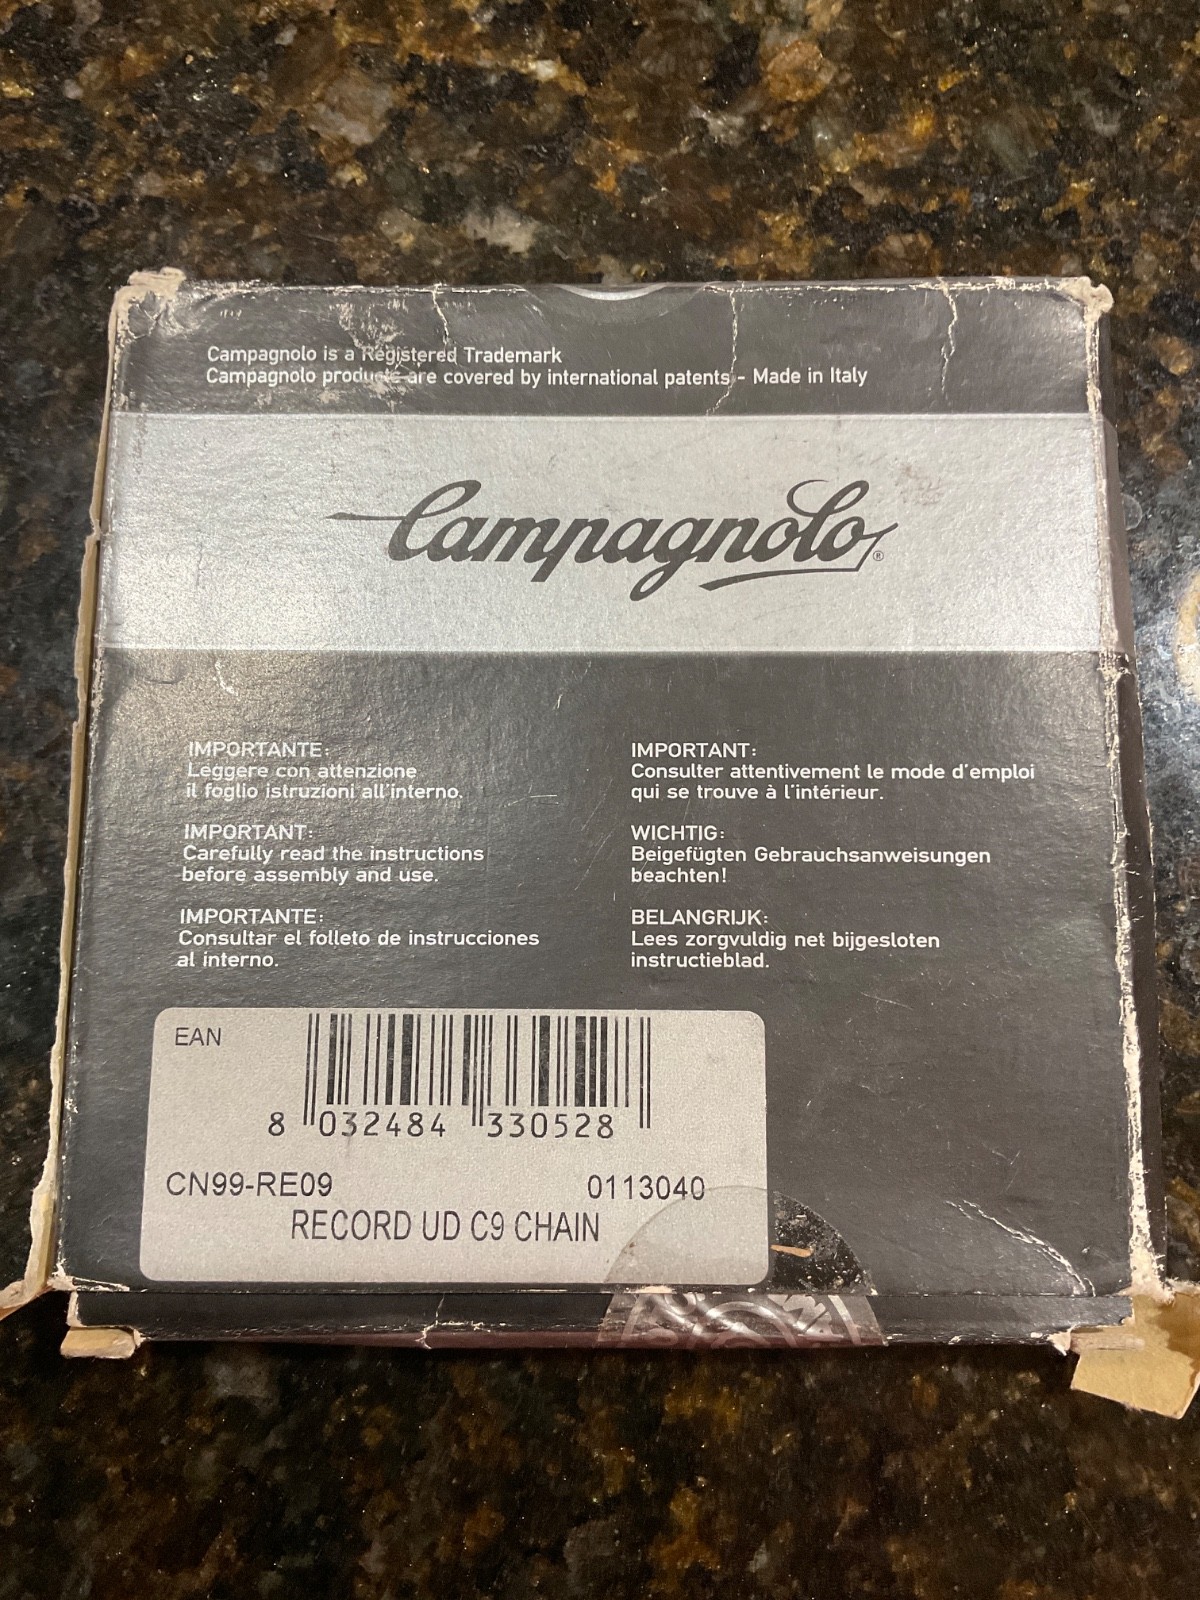 Campagnolo is a Registered Trademark
Campagnolo products are covered by international patents - Made in Italy
Campagnolo®
IMPORTANTE:
Leggere con attenzione
il foglio istruzioni all'interno.
IMPORTANT:
Carefully read the instructions
before assembly and use.
IMPORTANTE:
Consultar el folleto de instrucciones
al interno.
IMPORTANT:
Consulter attentivement le mode d'emploi
qui se trouve à l'intérieur.
WICHTIG:
Beigefügten Gebrauchsanweisungen
beachten!
BELANGRIJK:
Lees zorgvuldig net bijgesloten
instructieblad.
EAN
8 032484 330528
CN99-RE09 0113040
RECORD UD C9 CHAIN